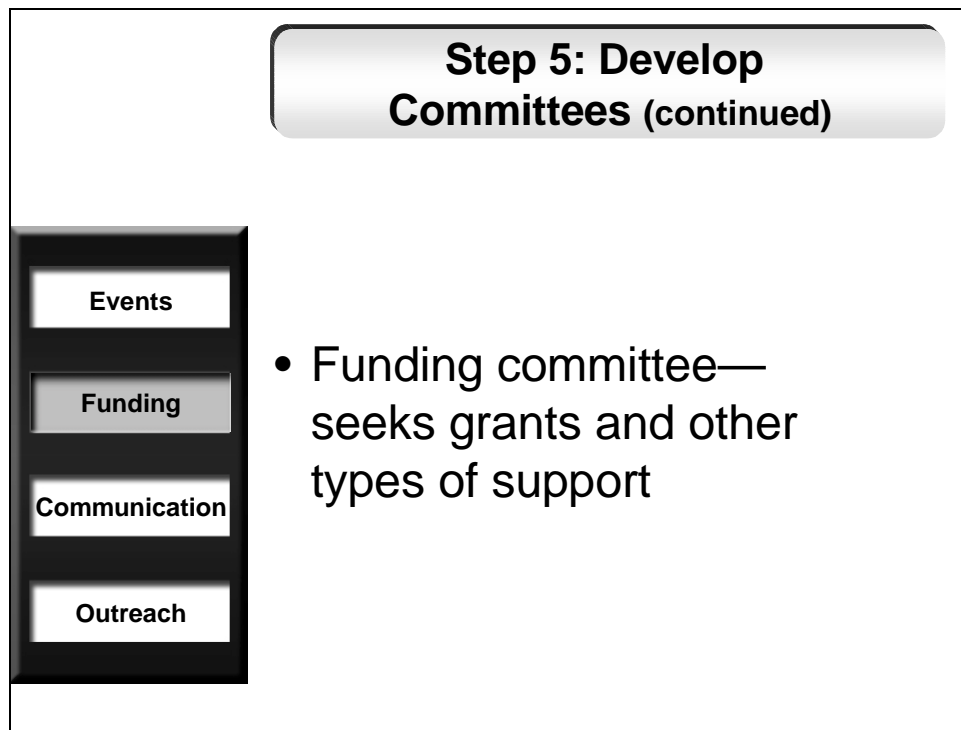 Step 5: Develop
Committees (continued)
Events
Funding
Communication
Outreach
• Funding committee—
seeks grants and other
types of support